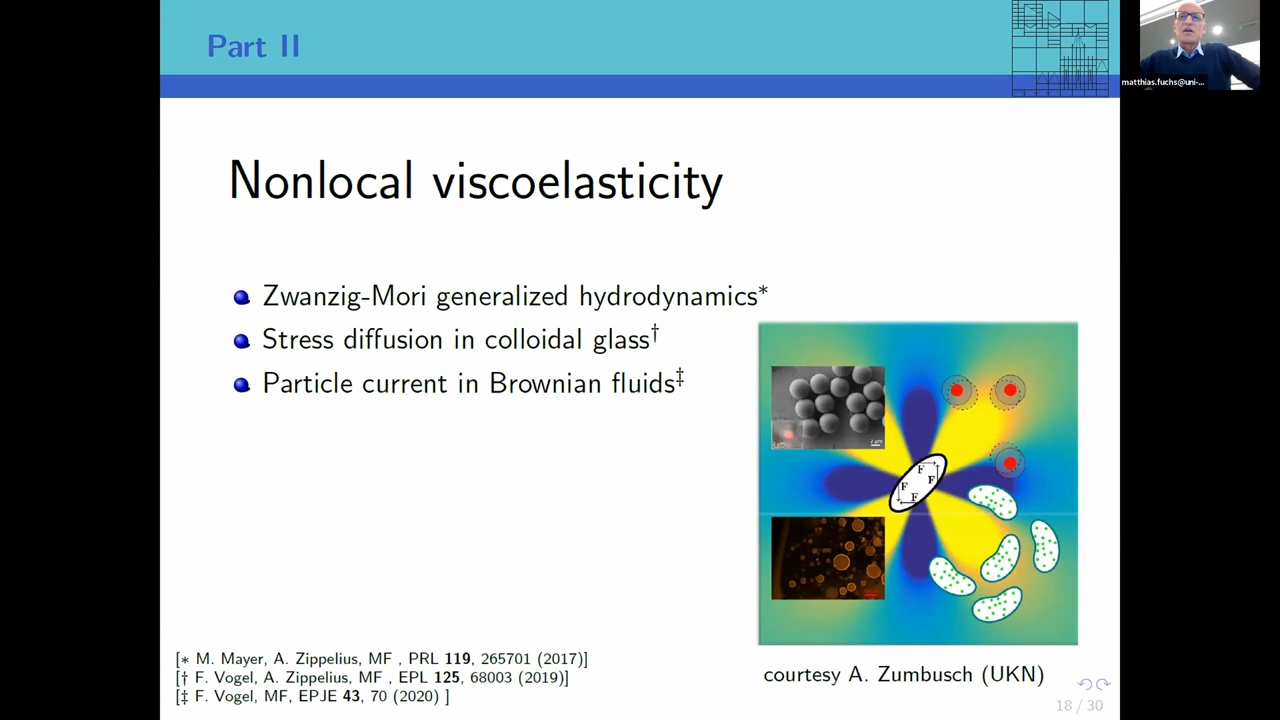 Part II
matthias.fuchs@uni-...
Nonlocal viscoelasticity
Zwanzig-Mori generalized hydrodynamics*
Stress diffusion in colloidal glass†
Particle current in Brownian fluids‡
F
F
F
F
[∗ M. Mayer, A. Zippelius, MF , PRL 119, 265701 (2017)]
[† F. Vogel, A. Zippelius, MF , EPL 125, 68003 (2019)]
[‡ F. Vogel, MF, EPJE 43, 70 (2020) ]
courtesy A. Zumbusch (UKN)
18 / 30